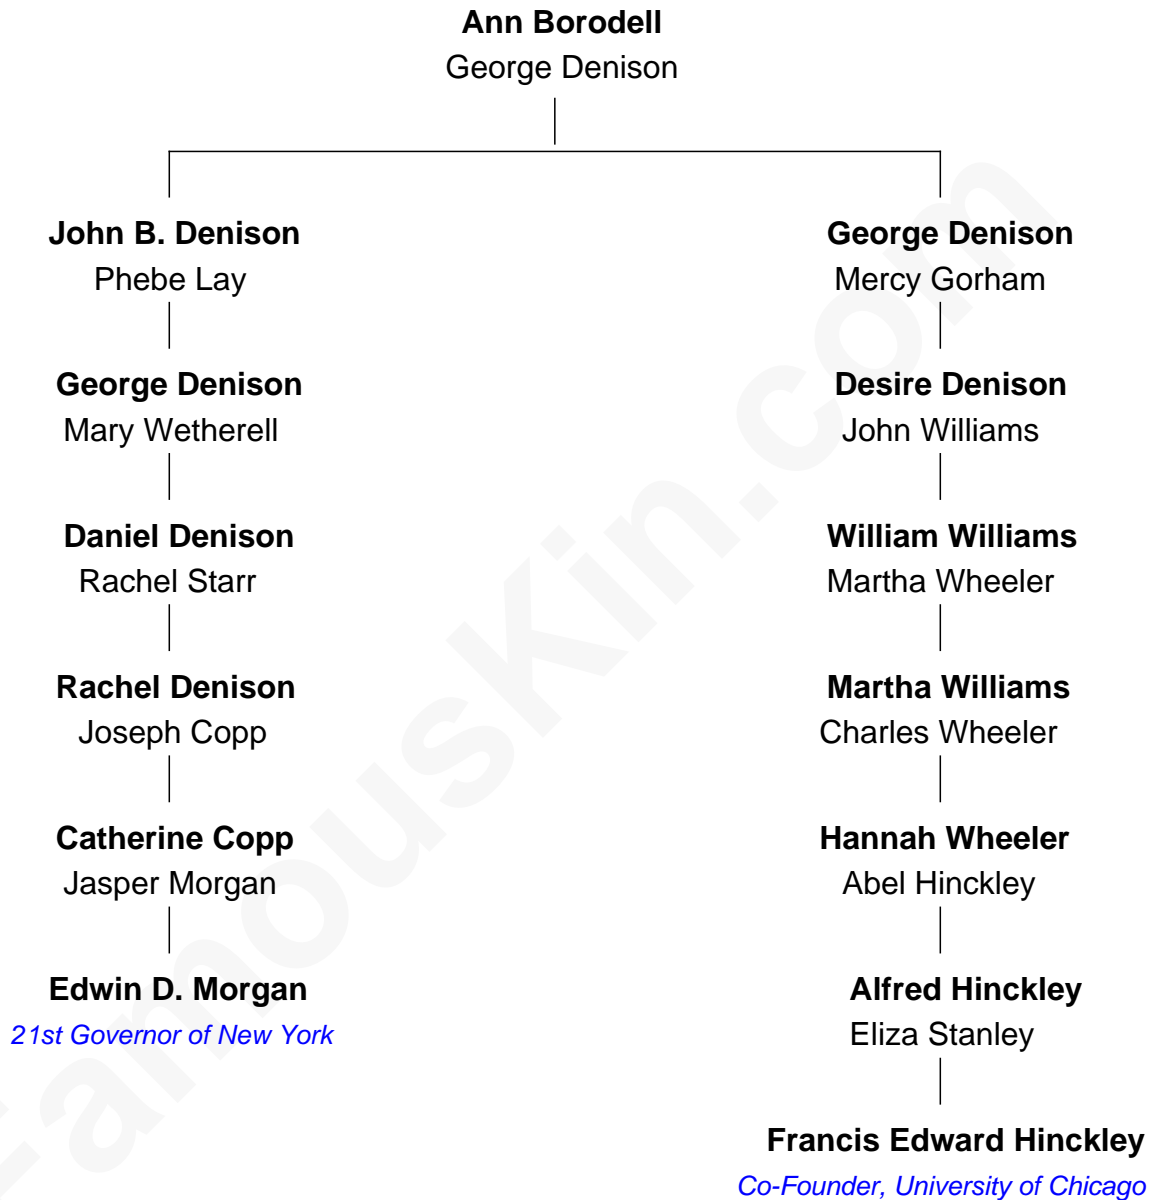 Ann Borodell
George Denison
John B. Denison
Phebe Lay
George Denison
Mercy Gorham
George Denison
Mary Wetherell
Desire Denison
John Williams
Daniel Denison
Rachel Starr
William Williams
Martha Wheeler
Rachel Denison
Joseph Copp
Martha Williams
Charles Wheeler
Catherine Copp
Jasper Morgan
Hannah Wheeler
Abel Hinckley
Edwin D. Morgan
21st Governor of New York
Alfred Hinckley
Eliza Stanley
Francis Edward Hinckley
Co-Founder, University of Chicago
FamousKin.com